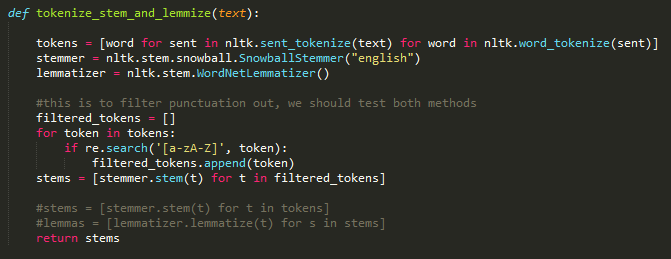 def tokenize_stem_and_lemmize(text):
tokens = [word for sent in nltk.sent_tokenize(text) for word in nltk.word_tokenize(sent)]
stemmer = nltk.stem.snowball.SnowballStemmer("english")
lemmatizer = nltk.stem.WordNetLemmatizer()
#this is to filter punctuation out, we should test both methods
filtered_tokens = []
for token in tokens:
if re.search('[a-zA-Z]', token):
filtered_tokens.append(token)
stems = [stemmer.stem(t) for t in filtered_tokens]
#stems = [stemmer.stem(t) for t in tokens]
#lemmas = [lemmatizer.lemmatize(t) for s in stems]
return stems